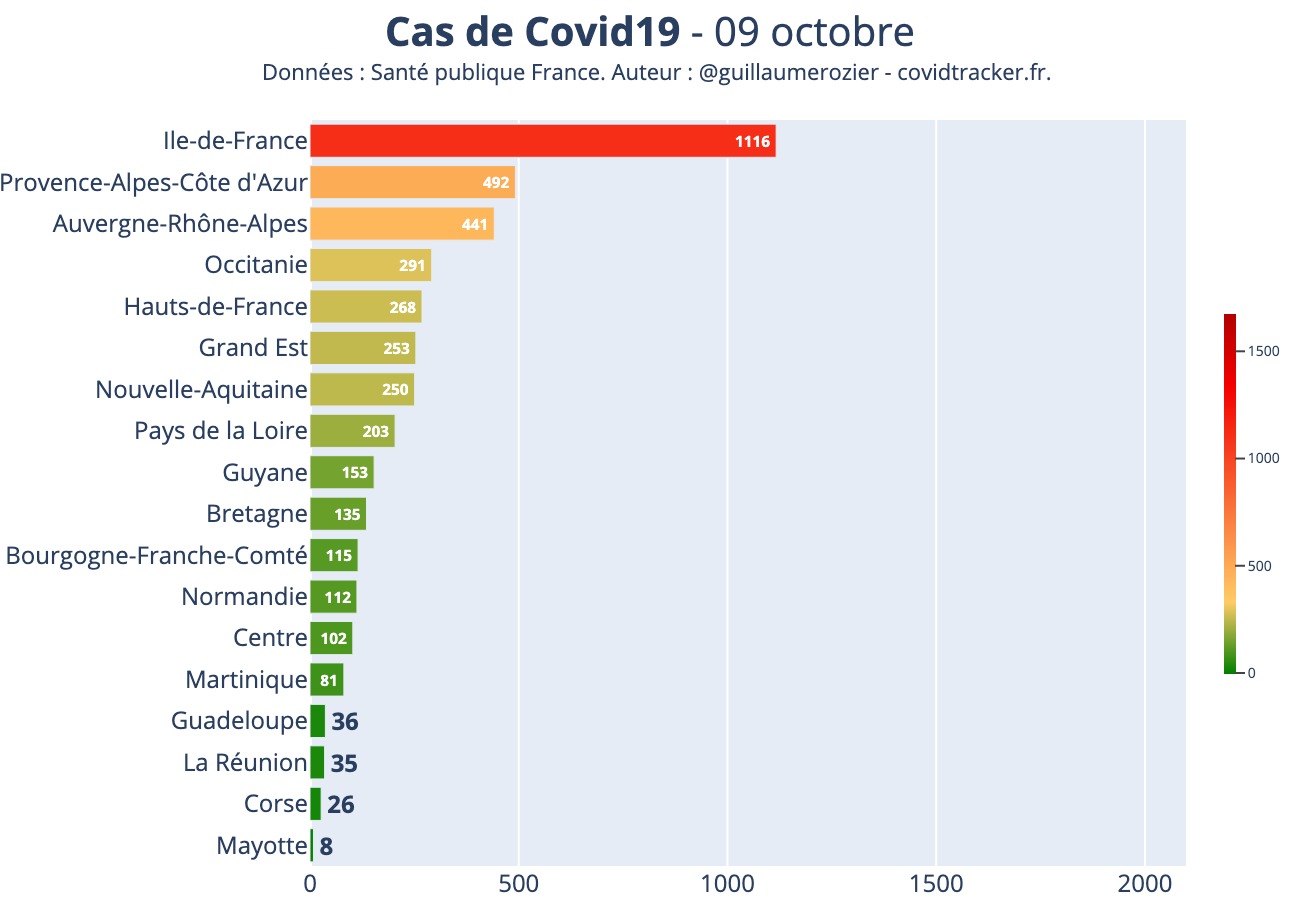 Cas de Covid19 - 09 octobre
Données : Santé publique France. Auteur : @guillaumerozier - covidtracker.fr.
Ile-de-France 1116
Provence-Alpes-Côte d'Azur 492
Auvergne-Rhône-Alpes 441
Occitanie 291
Hauts-de-France 268
Grand Est 253
Nouvelle-Aquitaine 250
Pays de la Loire 203
Guyane 153
Bretagne 135
Bourgogne-Franche-Comté 115
Normandie 112
Centre 102
Martinique 81
Guadeloupe 36
La Réunion 35
Corse 26
Mayotte 8
0 500 1000 1500 2000
1500
1000
500
0